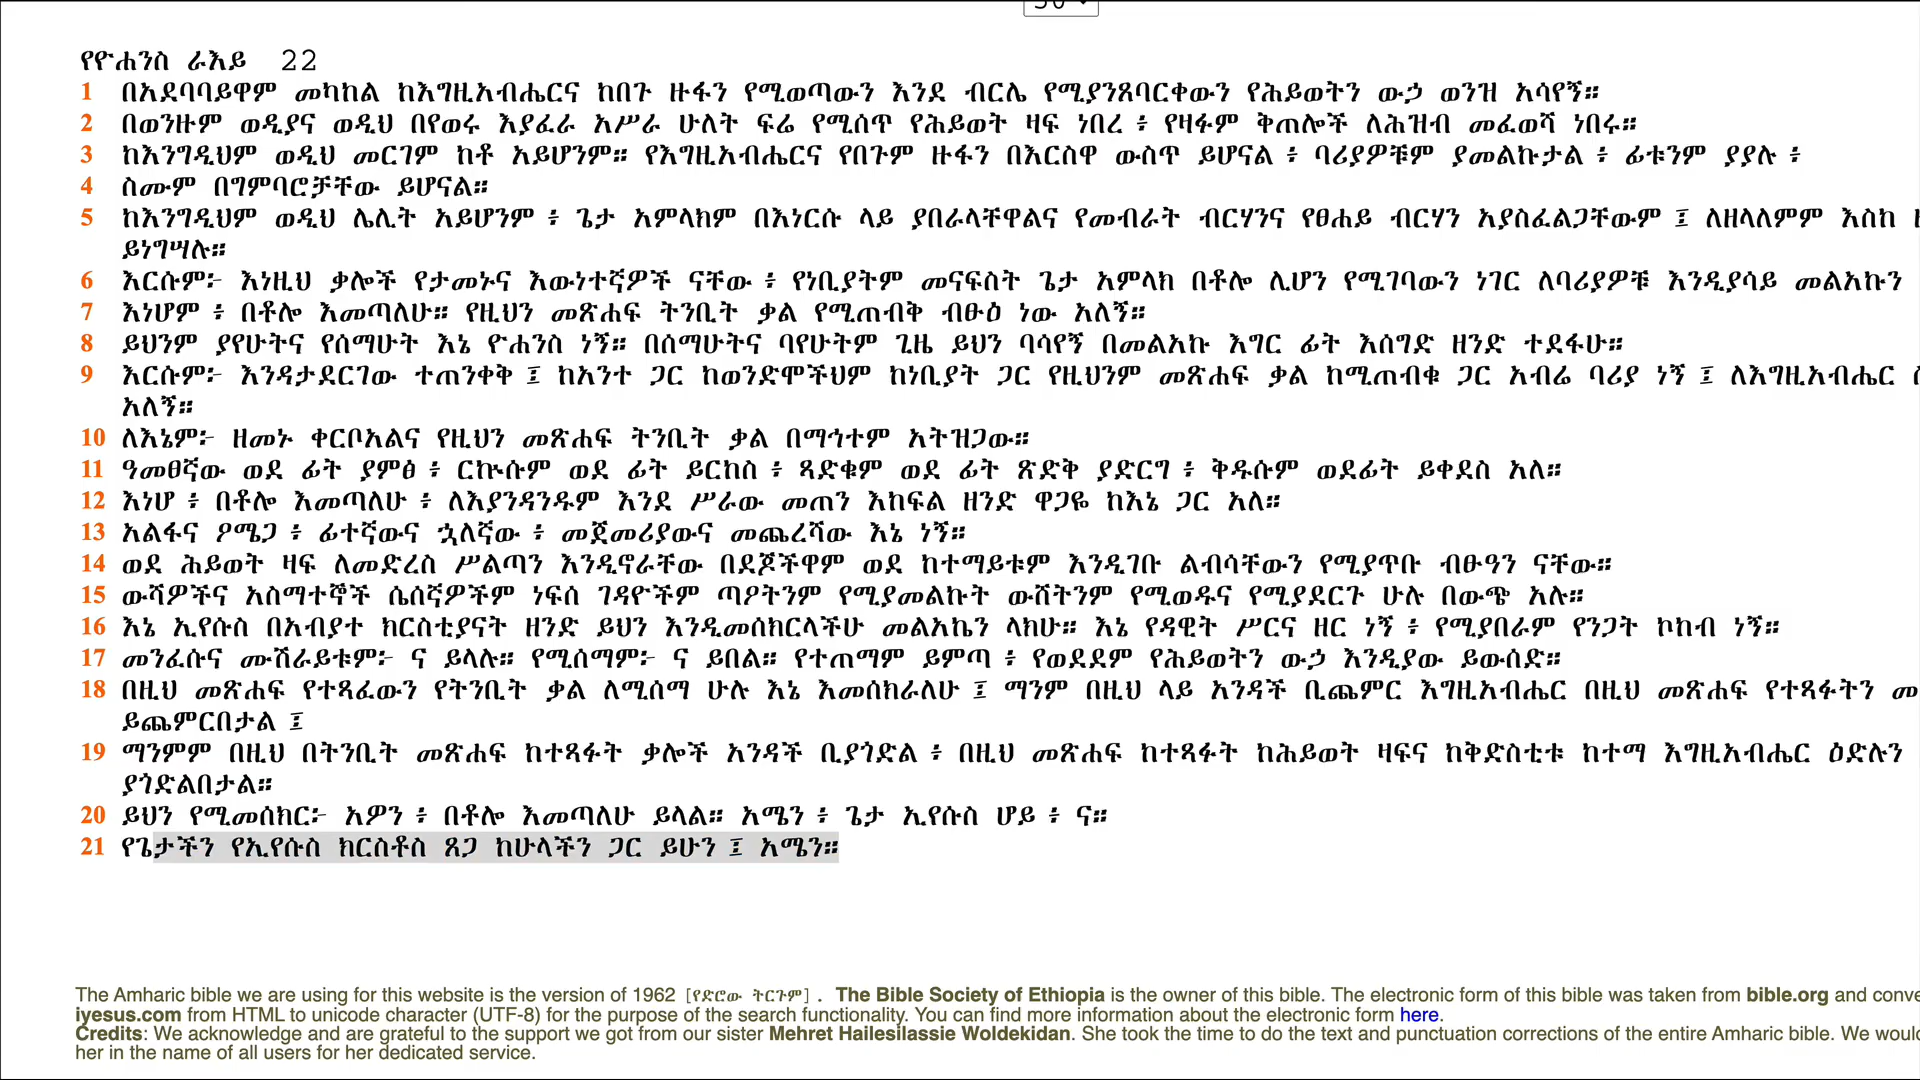 የዮሐንስ ራእይ 22
1 በአደባባይዋም መካከል ከእግዚአብሔርና ከበጉ ዙፋን የሚወጣውን እንደ ብርሌ የሚያንጸባርቀውን የሕይወትን ውኃ ወንዝ አሳየኝ።
2 በወንዙም ወዲያና ወዲህ በየወሩ እያፈራ አሥራ ሁለት ፍሬ የሚሰጥ የሕይወት ዛፍ ነበረ ፥ የዛፉም ቅጠሎች ለሕዝብ መፈወሻ ነበሩ።
3 ከእንግዲህም ወዲህ መርገም ከቶ አይሆንም። የእግዚአብሔርና የበጉም ዙፋን በእርስዋ ውስጥ ይሆናል ፥ ባሪያዎቹም ያመልኩታል ፥ ፊቱንም ያያሉ ፥
4 ስሙም በግምባሮቻቸው ይሆናል።
5 ከእንግዲህም ወዲህ ሌሊት አይሆንም ፥ ጌታ አምላክም በእነርሱ ላይ ያበራላቸዋልና የመብራት ብርሃንና የፀሐይ ብርሃን አያስፈልጋቸውም ፤ ለዘላለምም እስከ
ይነግሣሉ።
6 እርሱም፦ እነዚህ ቃሎች የታመኑና እውነተኛዎች ናቸው ፥ የነቢያትም መናፍስት ጌታ አምላክ በቶሎ ሊሆን የሚገባውን ነገር ለባሪያዎቹ እንዲያሳይ መልአኩን
7 እነሆም ፥ በቶሎ እመጣለሁ። የዚህን መጽሐፍ ትንቢት ቃል የሚጠብቅ ብፁዕ ነው አለኝ።
8 ይህንም ያየሁትና የሰማሁት እኔ ዮሐንስ ነኝ። በሰማሁትና ባየሁትም ጊዜ ይህን ባሳየኝ በመልአኩ እግር ፊት እሰግድ ዘንድ ተደፋሁ።
9 እርሱም፦ እንዳታደርገው ተጠንቀቅ ፤ ከአንተ ጋር ከወንድሞችህም ከነቢያት ጋር የዚህንም መጽሐፍ ቃል ከሚጠብቁ ጋር አብሬ ባሪያ ነኝ ፤ ለእግዚአብሔር
አለኝ።
10 ለእኔም፦ ዘመኑ ቀርቦአልና የዚህን መጽሐፍ ትንቢት ቃል በማኅተም አትዝጋው።
11 ዓመፀኛው ወደ ፊት ያምፅ ፥ ርኵሱም ወደ ፊት ይርከስ ፥ ጻድቁም ወደ ፊት ጽድቅ ያድርግ ፥ ቅዱሱም ወደፊት ይቀደስ አለ።
12 እነሆ ፥ በቶሎ እመጣለሁ ፥ ለእያንዳንዱም እንደ ሥራው መጠን እከፍል ዘንድ ዋጋዬ ከእኔ ጋር አለ።
13 አልፋና ዖሜጋ ፥ ፊተኛውና ኋለኛው ፥ መጀመሪያውና መጨረሻው እኔ ነኝ።
14 ወደ ሕይወት ዛፍ ለመድረስ ሥልጣን እንዲኖራቸው በደጆችዋም ወደ ከተማይቱም እንዲገቡ ልብሳቸውን የሚያጥቡ ብፁዓን ናቸው።
15 ውሻዎችና አስማተኞች ሴሰኛዎችም ነፍሰ ገዳዮችም ጣዖትንም የሚያመልኩት ውሸትንም የሚወዱና የሚያደርጉ ሁሉ በውጭ አሉ።
16 እኔ ኢየሱስ በአብያተ ክርስቲያናት ዘንድ ይህን እንዲመሰክርላችሁ መልአኬን ላክሁ። እኔ የዳዊት ሥርና ዘር ነኝ ፥ የሚያበራም የንጋት ኮከብ ነኝ።
17 መንፈሱና ሙሽራይቱም፦ ና ይላሉ። የሚሰማም፦ ና ይበል። የተጠማም ይምጣ ፥ የወደደም የሕይወትን ውኃ እንዲያው ይውሰድ።
18 በዚህ መጽሐፍ የተጻፈውን የትንቢት ቃል ለሚሰማ ሁሉ እኔ እመሰክራለሁ ፤ ማንም በዚህ ላይ አንዳች ቢጨምር እግዚአብሔር በዚህ መጽሐፍ የተጻፉትን
ይጨምርበታል ፤
19 ማንምም በዚህ በትንቢት መጽሐፍ ከተጻፉት ቃሎች አንዳች ቢያጎድል ፥ በዚህ መጽሐፍ ከተጻፉት ከሕይወት ዛፍና ከቅድስቲቱ ከተማ እግዚአብሔር ዕድሉን
ያጎድልበታል።
20 ይህን የሚመሰክር፦ አዎን ፥ በቶሎ እመጣለሁ ይላል። አሜን ፥ ጌታ ኢየሱስ ሆይ ፥ ና።
21 የጌታችን የኢየሱስ ክርስቶስ ጸጋ ከሁላችን ጋር ይሁን ፤ አሜን።
The Amharic bible we are using for this website is the version of 1962 [የድሮው ትርጉም]. The Bible Society of Ethiopia is the owner of this bible. The electronic form of this bible was taken from bible.org and
iyesus.com from HTML to unicode character (UTF-8) for the purpose of the search functionality. You can find more information about the electronic form here.
Credits: We acknowledge and are grateful to the support we got from our sister Mehret Hailesilassie Woldekidan. She took the time to do the text and punctuation corrections of the entire Amharic bible. We
her in the name of all users for her dedicated service.